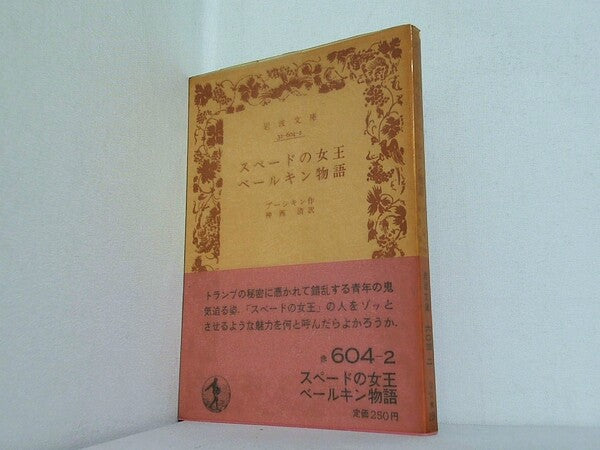 岩波文庫
32-604-2
スペードの女王
ベールキン物語
プーシキン作
神西清訳
トランプの秘密に憑かれて錯乱する青年の鬼
気迫る姿.「スペードの女王」の人をゾッと
させるような魅力を何と呼んだらよかろうか.
赤 604-2
スペードの女王
ベールキン物語
定価250円